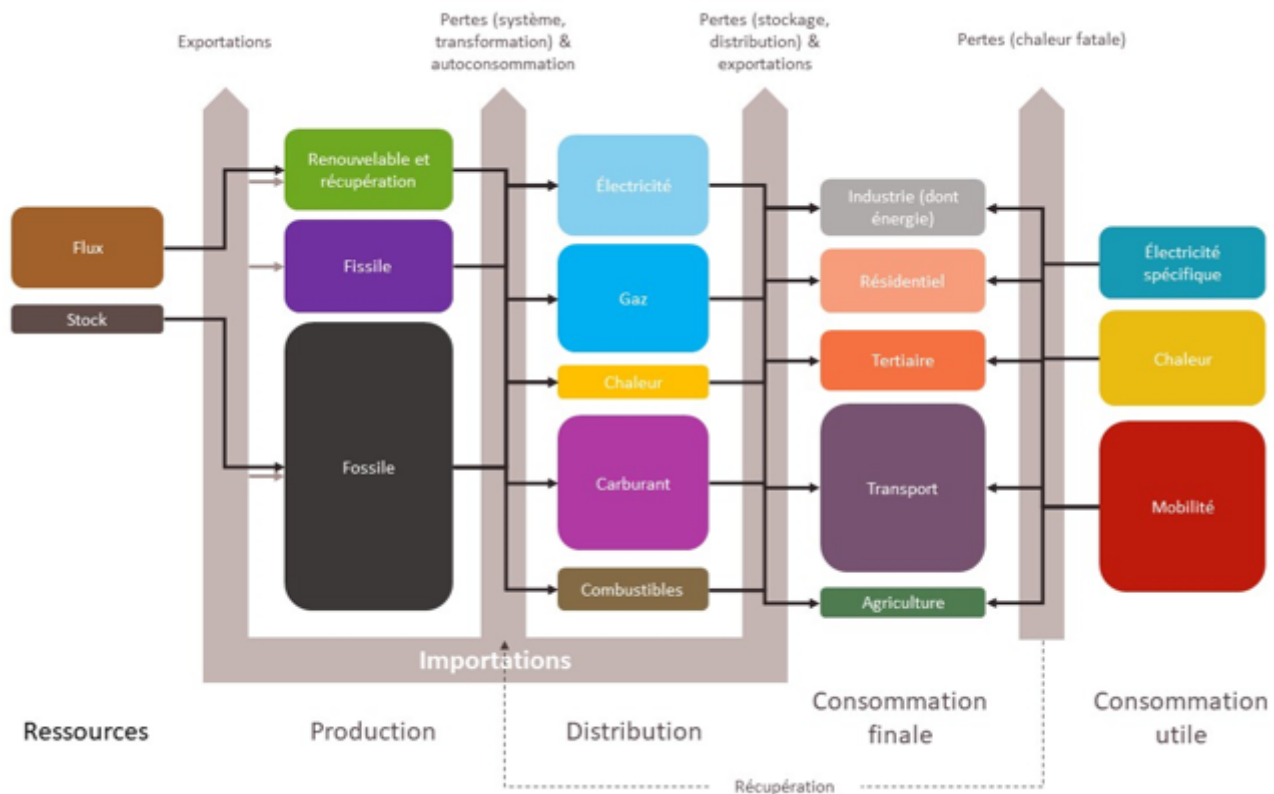 Exportations
Pertes (système,
transformation) &
autoconsommation
Pertes (stockage,
distribution) &
exportations
Pertes (chaleur fatale)
Flux
Stock
Renouvelable et
récupération
Fissile
Fossile
Électricité
Gaz
Chaleur
Carburant
Combustibles
Industrie (dont
énergie)
Résidentiel
Tertiaire
Transport
Agriculture
Électricité
spécifique
Chaleur
Mobilité
Importations
Ressources
Production
Distribution
Consommation
finale
Consommation
utile
Récupération